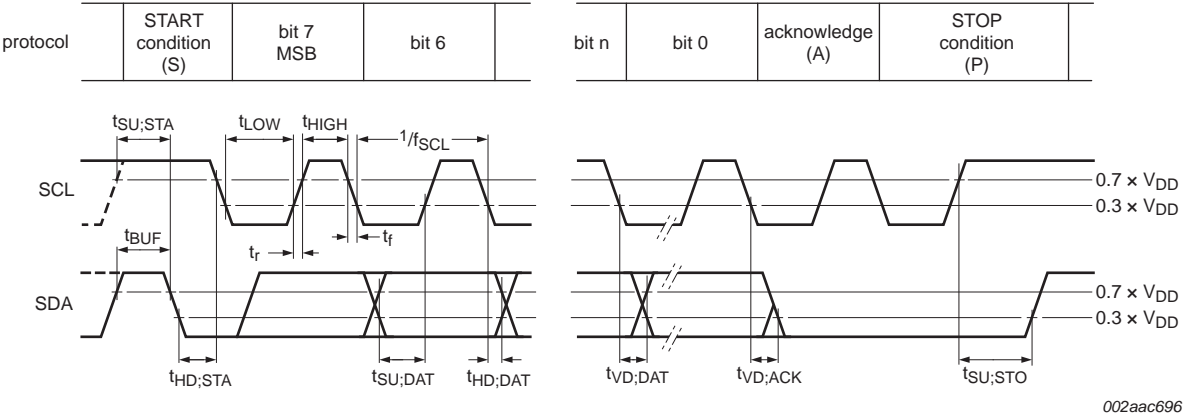 protocol
START
condition
(S)
bit 7
MSB
bit 6
bit n
bit 0
acknowledge
(A)
STOP
condition
(P)
tSU;STA
tLOW
tHIGH
1/fSCL
SCL
0.7 × VDD
0.3 × VDD
tBUF
tr
tf
SDA
0.7 × VDD
0.3 × VDD
tHD;STA
tSU;DAT
tHD;DAT
tVD;DAT
tVD;ACK
tSU;STO
002aac696